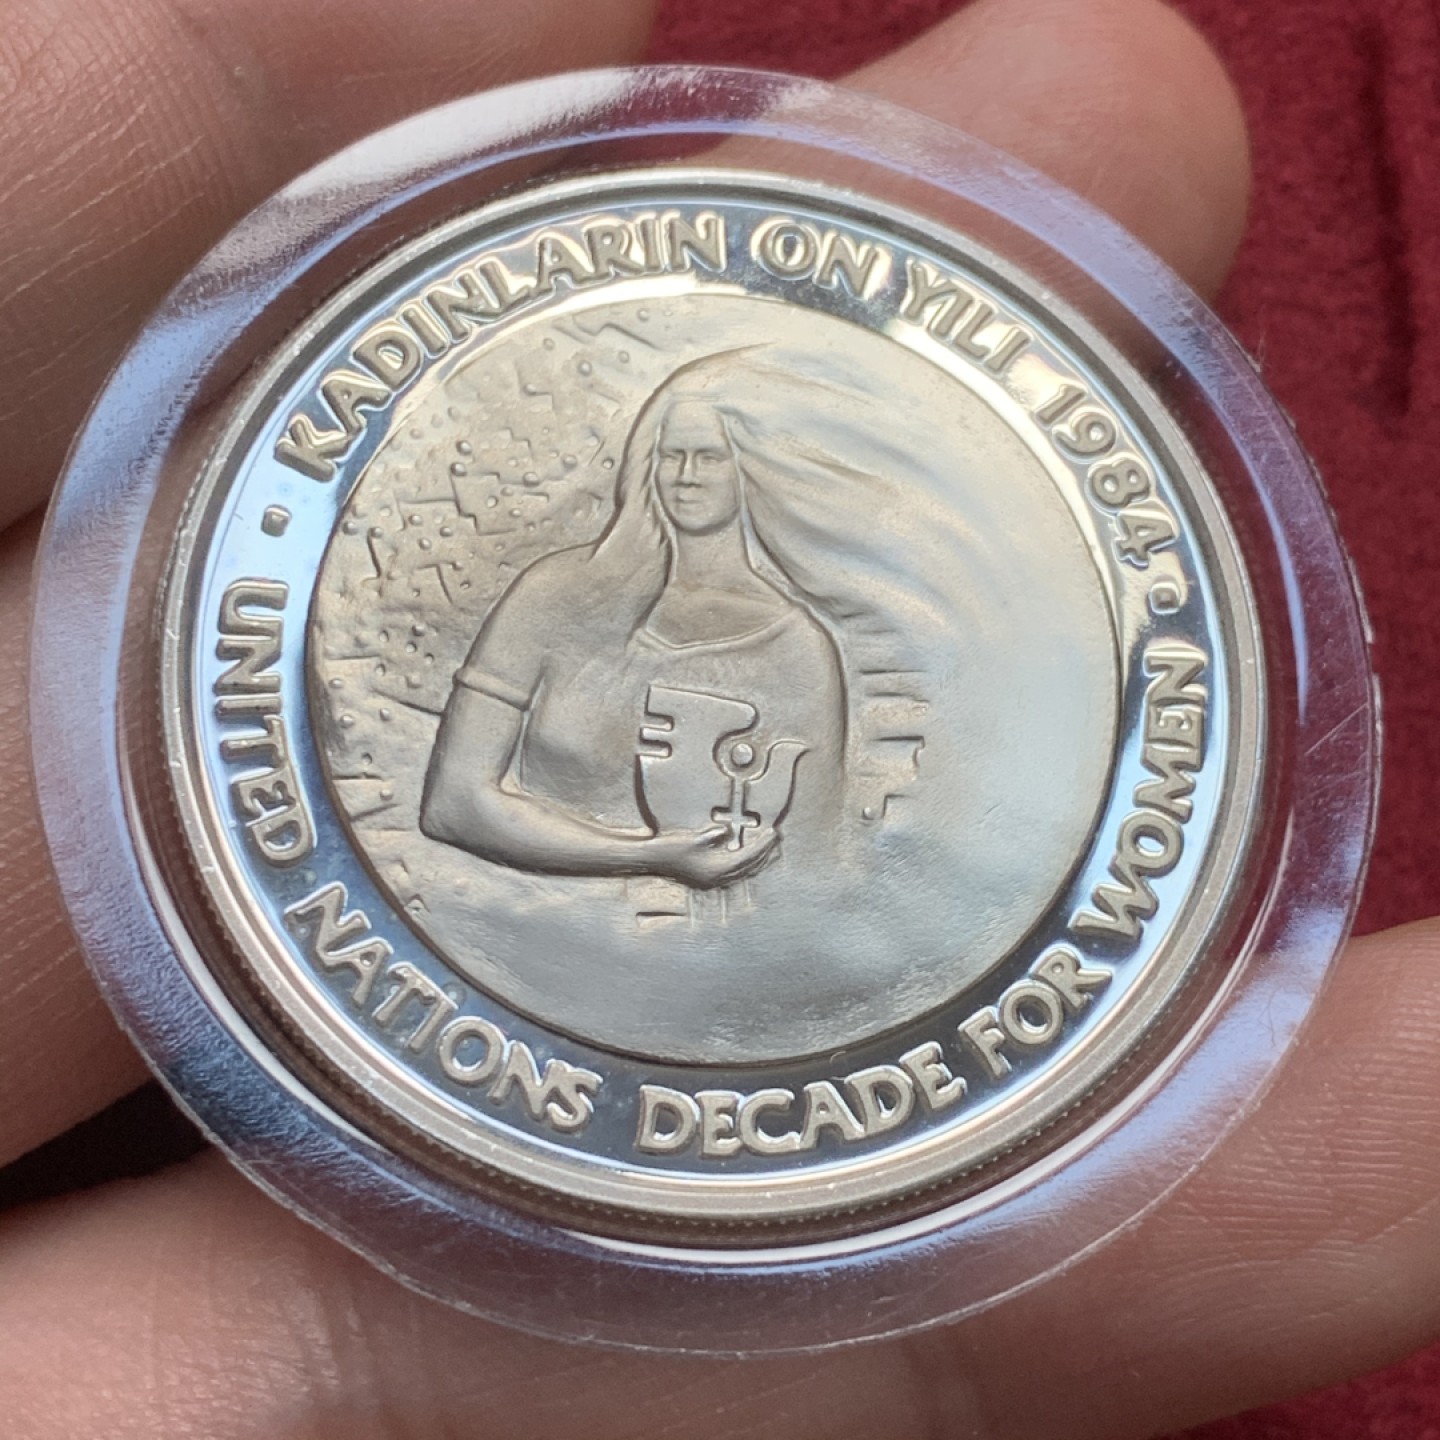 KADINLARIN ON YILI 1984
UNITED NATIONS DECADE FOR WOMEN